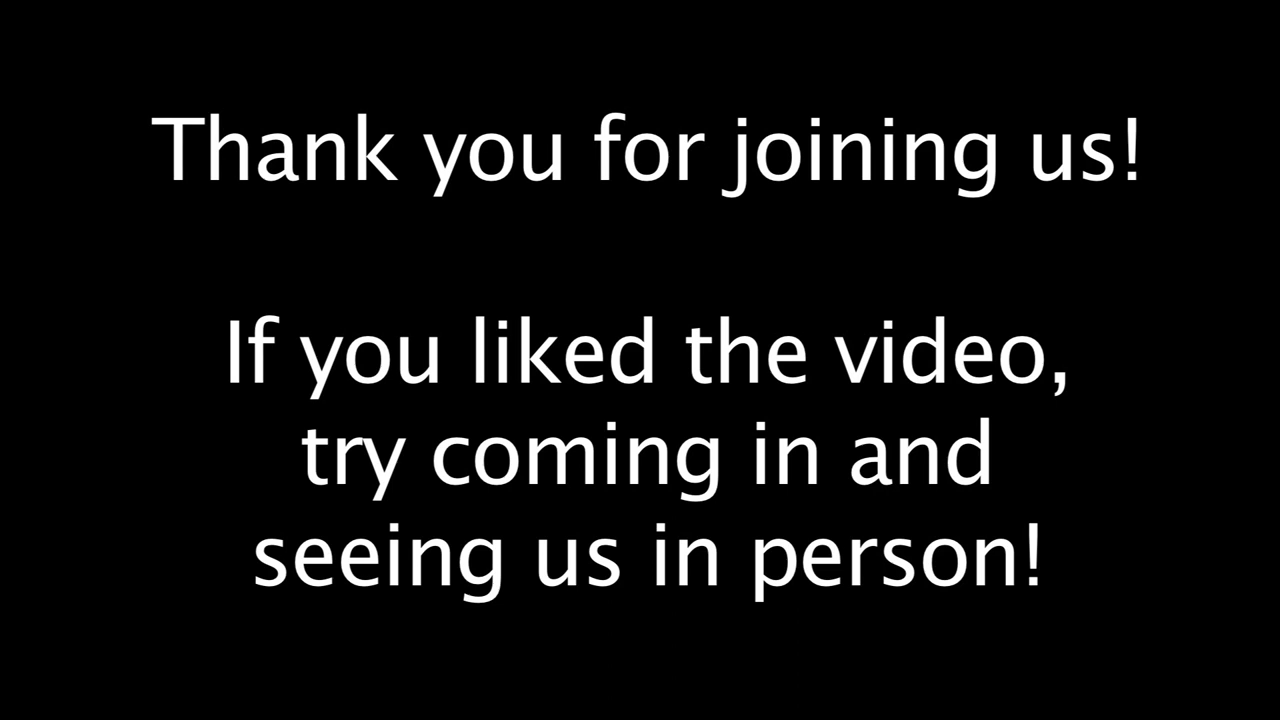 Thank you for joining us!
If you liked the video,
try coming in and
seeing us in person!